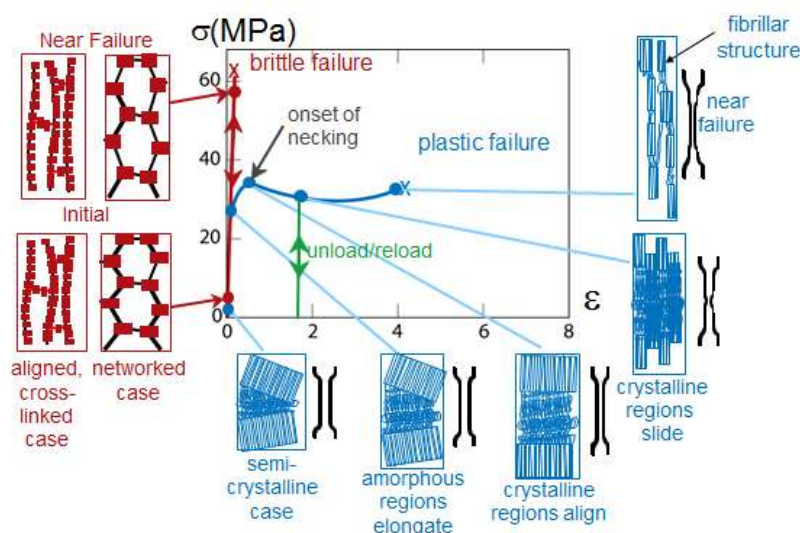 σ(MPa)
Near Failure
brittle failure
fibrillar
structure
near
failure
60
onset of
necking
plastic failure
40
x
x
Initial
20
unload/reload
0
0
2
4
6
8
ε
aligned,
cross-
linked
case
networked
case
semi-
crystalline
case
amorphous
regions
elongate
crystalline
regions align
crystalline
regions
slide